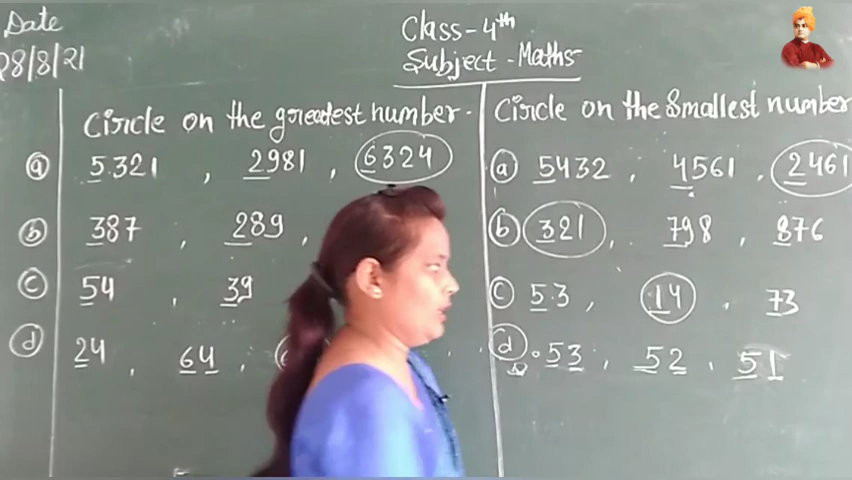 Date
28/8/21
Class-4th
Subject-Maths
Circle on the greatest number.
(a) 5321, 2981, 6324
(b) 387, 289,
(c) 54, 39
(d) 24, 64,
Circle on the smallest number
(a) 5432, 4561, 2461
(b) 321, 798, 876
(c) 53, 14, 73
(d) 53, 52, 51